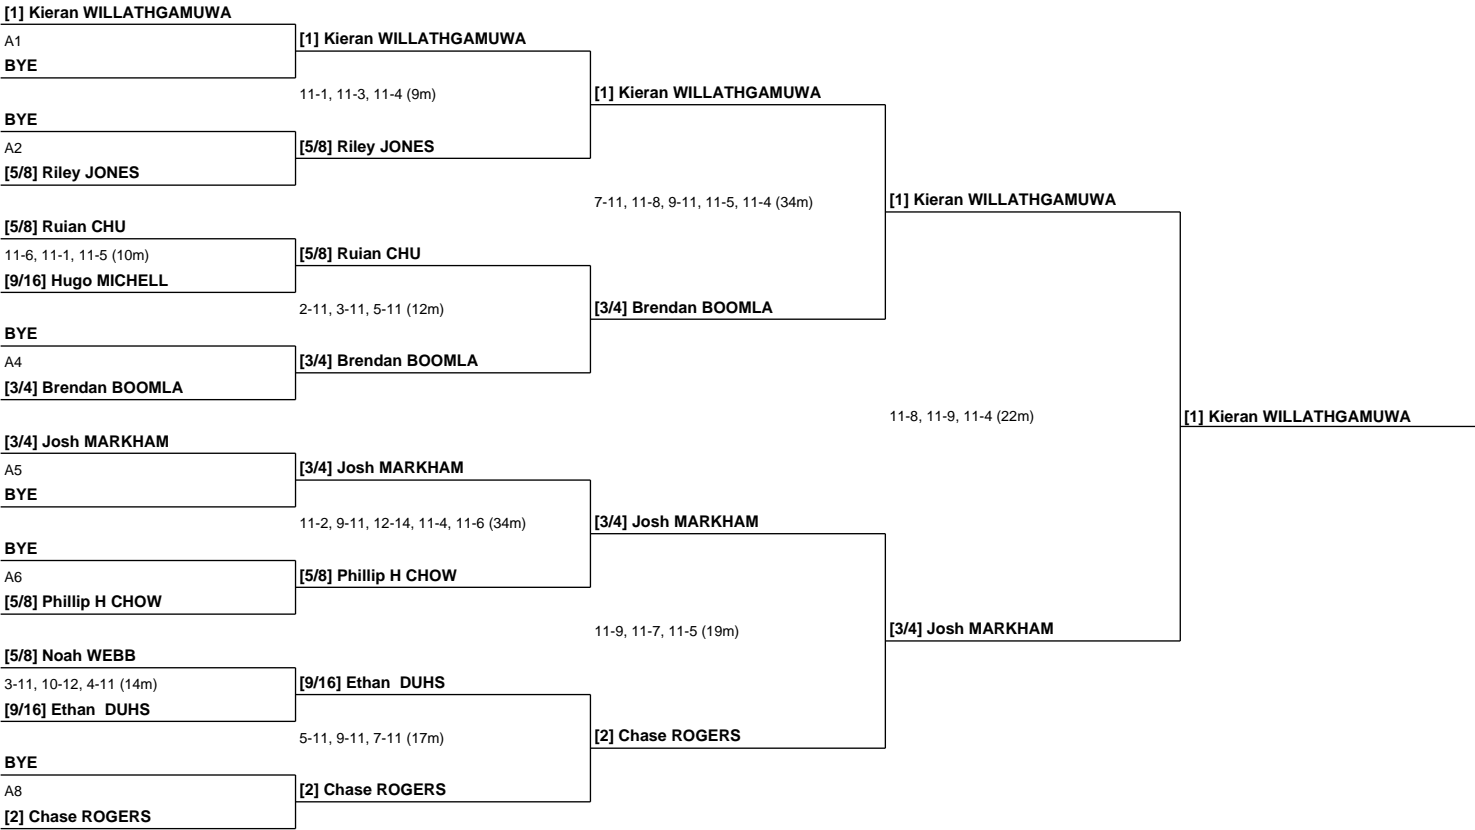 [1] Kieran WILLATHGAMUWA
A1
BYE
BYE
A2
[5/8] Riley JONES
[5/8] Ruian CHU
11-6, 11-1, 11-5 (10m)
[9/16] Hugo MICHELL
BYE
A4
[3/4] Brendan BOOMLA
[3/4] Josh MARKHAM
A5
BYE
BYE
A6
[5/8] Phillip H CHOW
[5/8] Noah WEBB
3-11, 10-12, 4-11 (14m)
[9/16] Ethan  DUHS
BYE
A8
[2] Chase ROGERS
[1] Kieran WILLATHGAMUWA
11-1, 11-3, 11-4 (9m)
[5/8] Riley JONES
[5/8] Ruian CHU
2-11, 3-11, 5-11 (12m)
[3/4] Brendan BOOMLA
[3/4] Josh MARKHAM
11-2, 9-11, 12-14, 11-4, 11-6 (34m)
[5/8] Phillip H CHOW
[9/16] Ethan  DUHS
5-11, 9-11, 7-11 (17m)
[2] Chase ROGERS
[1] Kieran WILLATHGAMUWA
7-11, 11-8, 9-11, 11-5, 11-4 (34m)
[3/4] Brendan BOOMLA
[3/4] Josh MARKHAM
11-9, 11-7, 11-5 (19m)
[2] Chase ROGERS
[1] Kieran WILLATHGAMUWA
11-8, 11-9, 11-4 (22m)
[3/4] Josh MARKHAM
[1] Kieran WILLATHGAMUWA